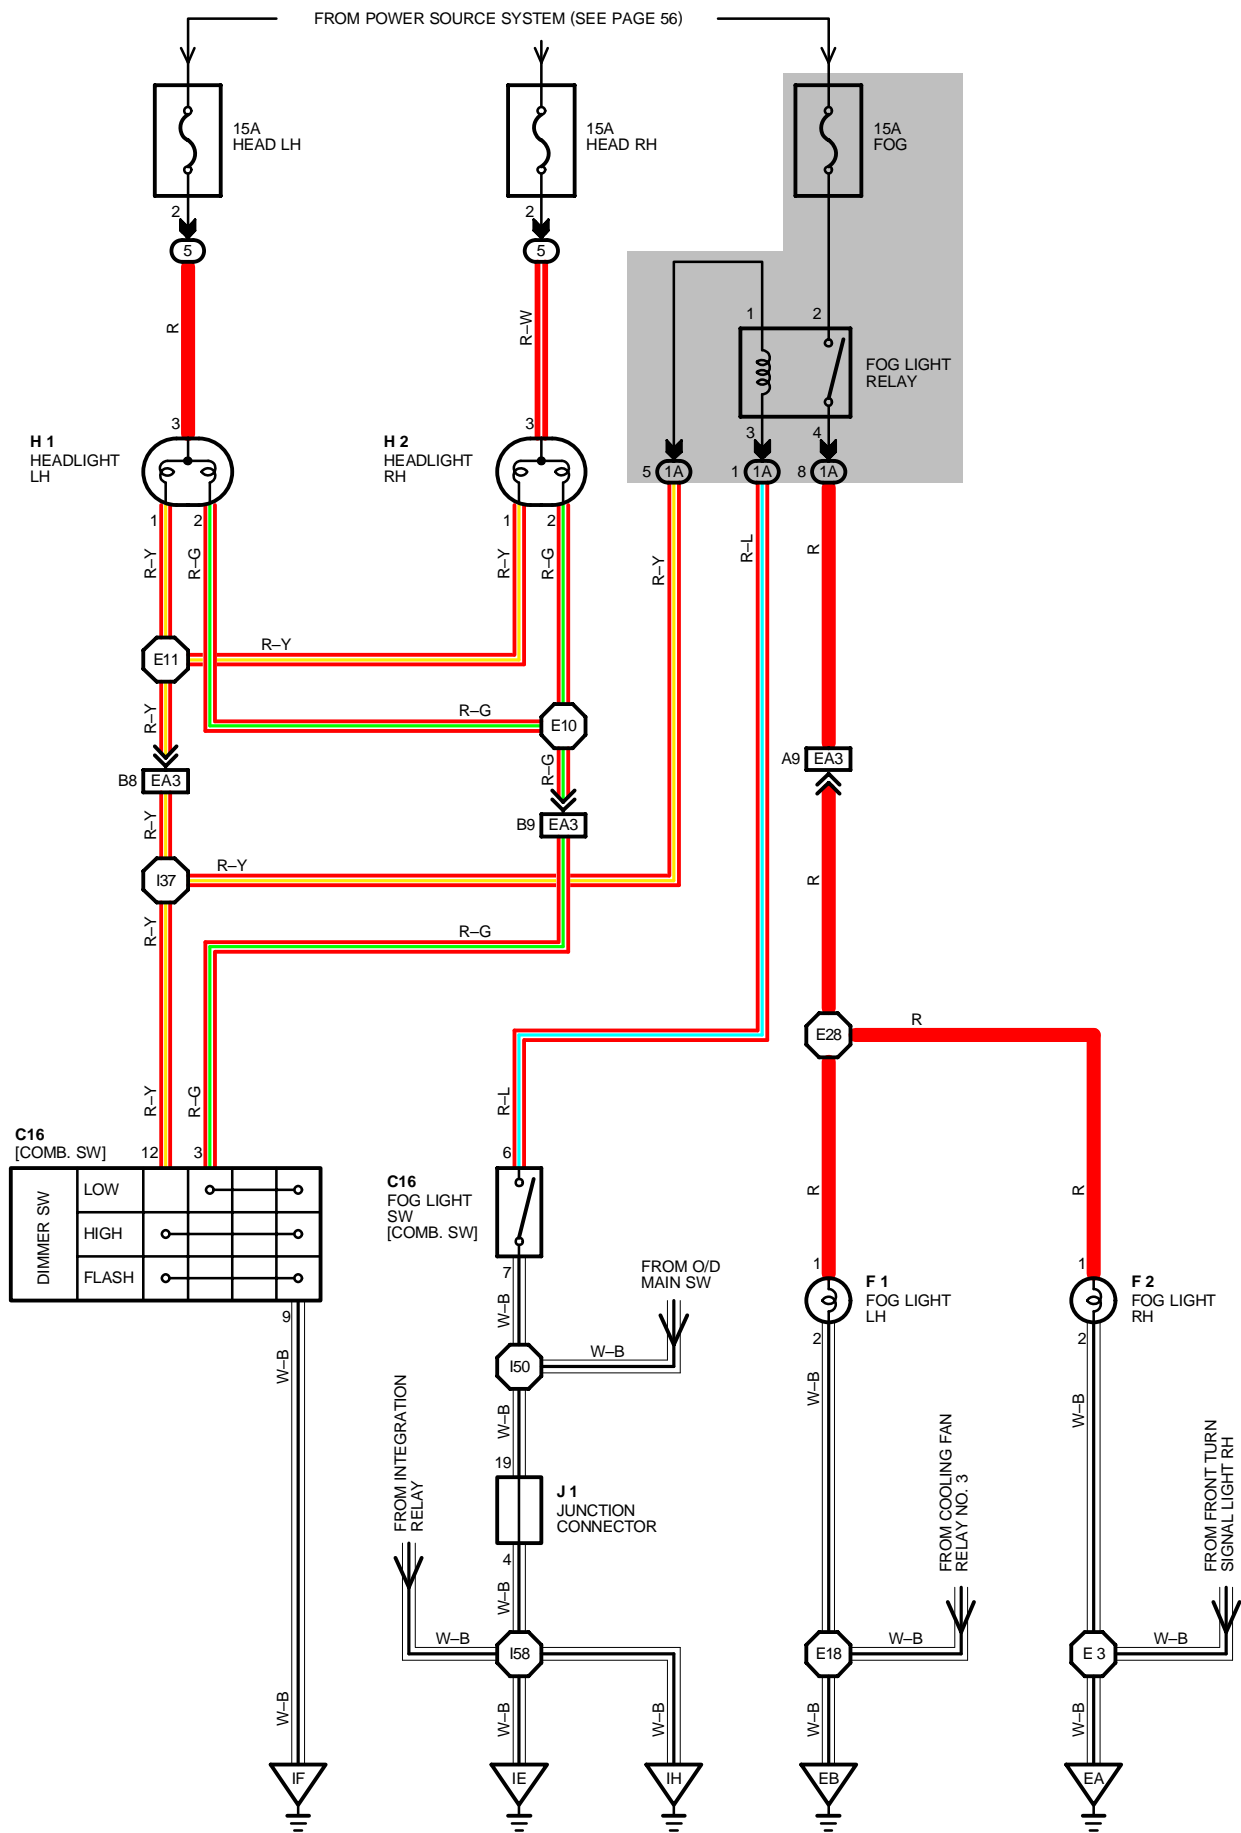 FROM POWER SOURCE SYSTEM (SEE PAGE 56)
15A
HEAD LH
15A
HEAD RH
15A
FOG
2
2
5
5
1
2
R
R–W
FOG LIGHT
RELAY
3
3
3
4
H 1
HEADLIGHT
LH
H 2
HEADLIGHT
RH
5
1A
1
1A
8
1A
1
2
1
2
R–Y
R–G
R–Y
R–G
R–Y
R–L
R
E11
R–Y
R–Y
R–G
E10
R–G
A9
EA3
B8
EA3
R–Y
B9
EA3
I37
R–Y
R
R–Y
R–G
E28
R
R–Y
R–G
R–L
C16
[COMB. SW]
12
3
6
DIMMER SW
LOW
HIGH
FLASH
C16
FOG LIGHT
SW
[COMB. SW]
R
R
7
FROM O/D
MAIN SW
1
1
F 1
FOG LIGHT
LH
F 2
FOG LIGHT
RH
9
W–B
W–B
2
2
I50
W–B
W–B
W–B
W–B
19
J 1
JUNCTION
CONNECTOR
4
FROM INTEGRATION
RELAY
FROM COOLING FAN
RELAY NO. 3
FROM FRONT TURN
SIGNAL LIGHT RH
W–B
W–B
I58
E18
W–B
E 3
W–B
W–B
W–B
W–B
W–B
W–B
IF
IE
IH
EB
EA